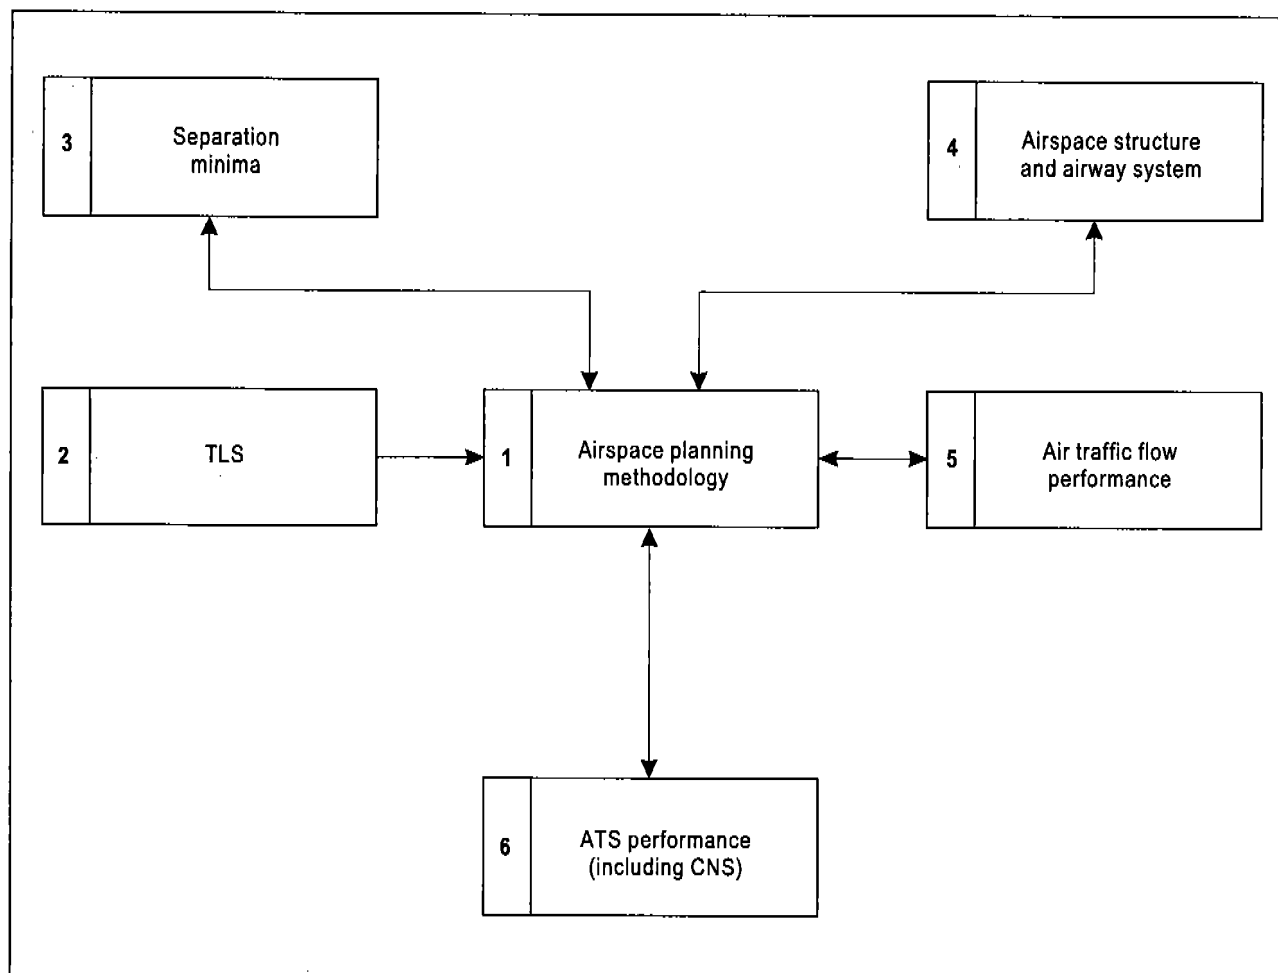 3
Separation
minima
4
Airspace structure
and airway system
2
TLS
1
Airspace planning
methodology
5
Air traffic flow
performance
6
ATS performance
(including CNS)